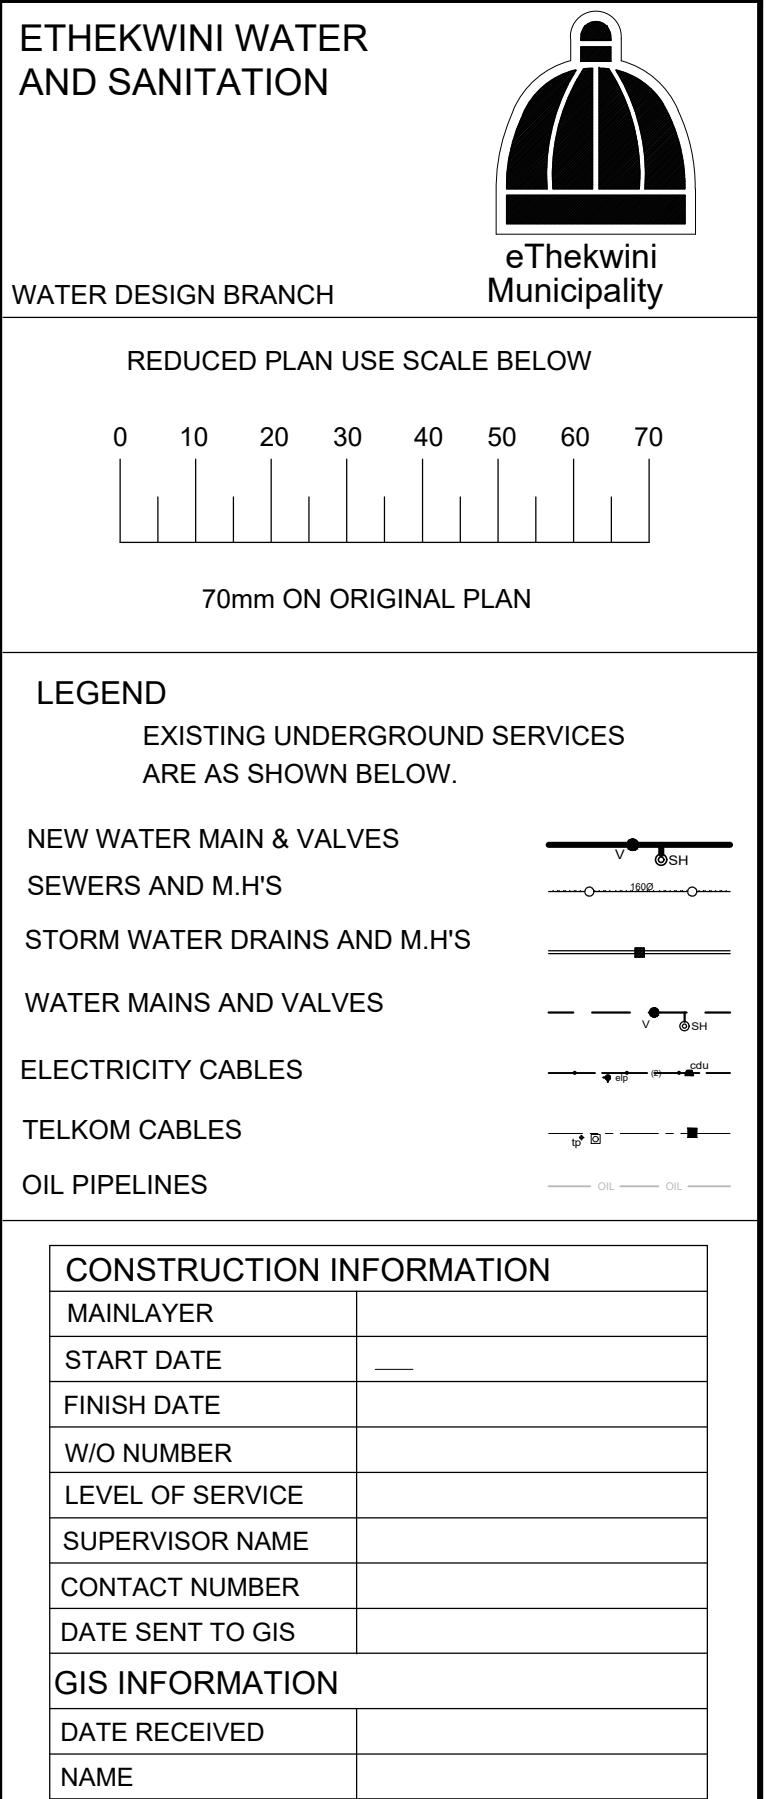 ETHEKWINI WATER
AND SANITATION
eThekwini
Municipality
WATER DESIGN BRANCH
REDUCED PLAN USE SCALE BELOW
0 10 20 30 40 50 60 70
70mm ON ORIGINAL PLAN
LEGEND
EXISTING UNDERGROUND SERVICES
ARE AS SHOWN BELOW.
NEW WATER MAIN & VALVES V SH
SEWERS AND M.H'S 160Ø
STORM WATER DRAINS AND M.H'S
WATER MAINS AND VALVES V SH
ELECTRICITY CABLES elp (2) cdu
TELKOM CABLES tp
OIL PIPELINES OIL OIL
CONSTRUCTION INFORMATION
MAINLAYER
START DATE ___
FINISH DATE
W/O NUMBER
LEVEL OF SERVICE
SUPERVISOR NAME
CONTACT NUMBER
DATE SENT TO GIS
GIS INFORMATION
DATE RECEIVED
NAME